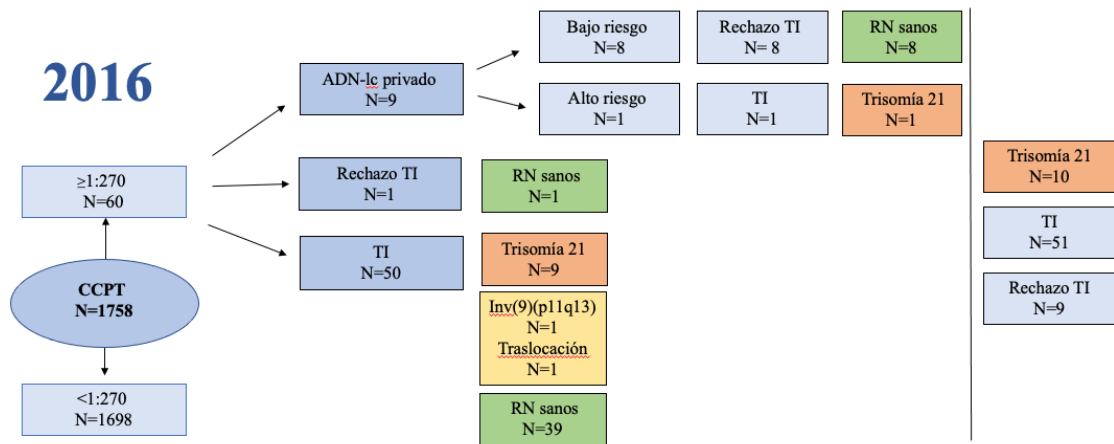 2016
CCPT
N=1758
≥1:270
N=60
<1:270
N=1698
ADN-lc privado
N=9
Bajo riesgo
N=8
Rechazo TI
N= 8
RN sanos
N=8
Alto riesgo
N=1
TI
N=1
Trisomía 21
N=1
Rechazo TI
N=1
RN sanos
N=1
TI
N=50
Trisomía 21
N=9
Inv(9)(p11q13)
N=1
Traslocación
N=1
RN sanos
N=39
Trisomía 21
N=10
TI
N=51
Rechazo TI
N=9